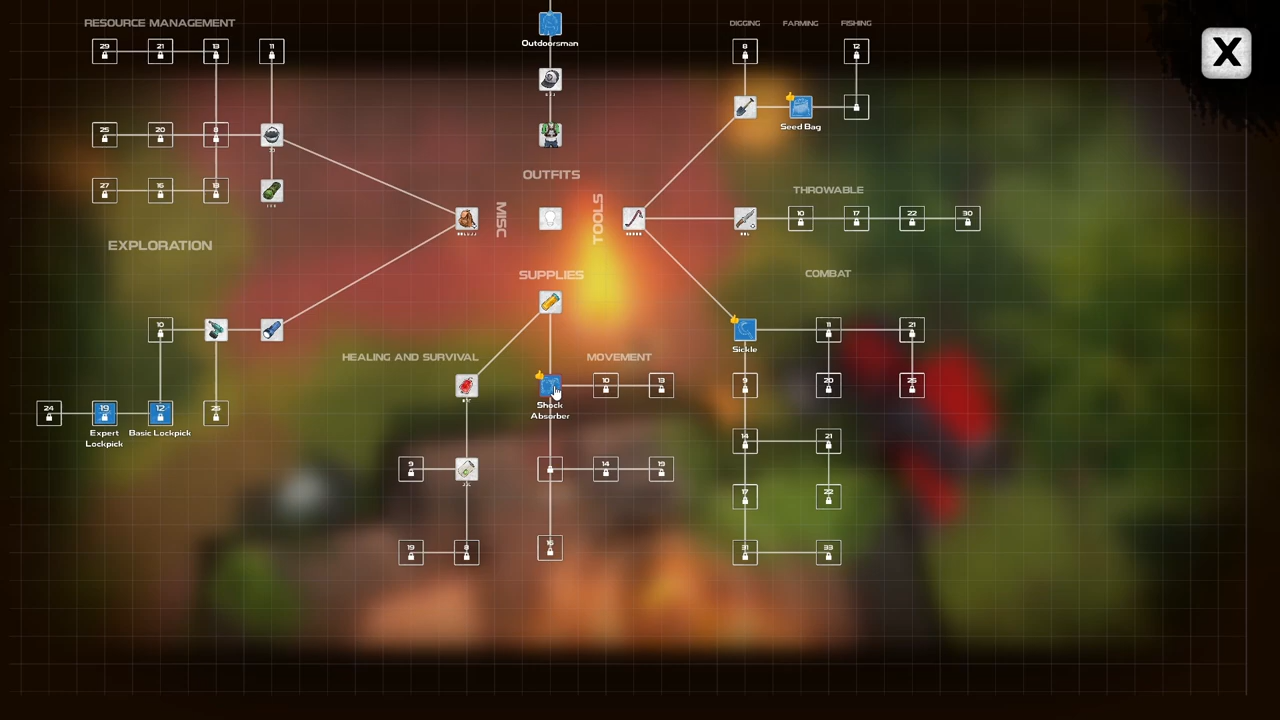 RESOURCE MANAGEMENT
DIGGING FARMING FISHING
Outdoorsman
29 21 13 11
8 12
Seed Bag
25 20 8
OUTFITS
27 16 18
THROWABLE
MISC
TOOLS
10 17 22 30
EXPLORATION
SUPPLIES
COMBAT
10
11 21
Sickle
HEALING AND SURVIVAL
MOVEMENT
10 13
9 20 25
Shock
Absorber
24 19 12 25
Expert
Lockpick
Basic Lockpick
14 21
9
14 19
17 22
19 8 16
31 33
X